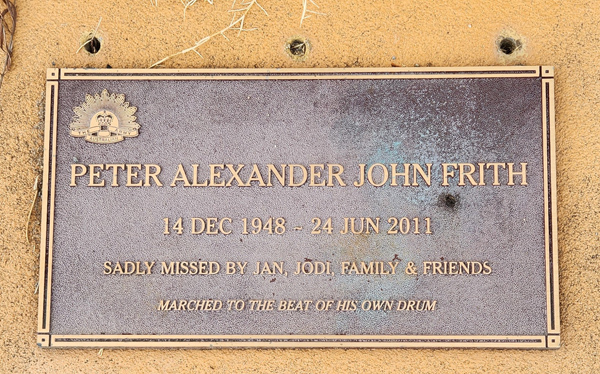 PETER ALEXANDER JOHN FRITH
14 DEC 1948 ~ 24 JUN 2011
SADLY MISSED BY JAN, JODI, FAMILY & FRIENDS
MARCHED TO THE BEAT OF HIS OWN DRUM